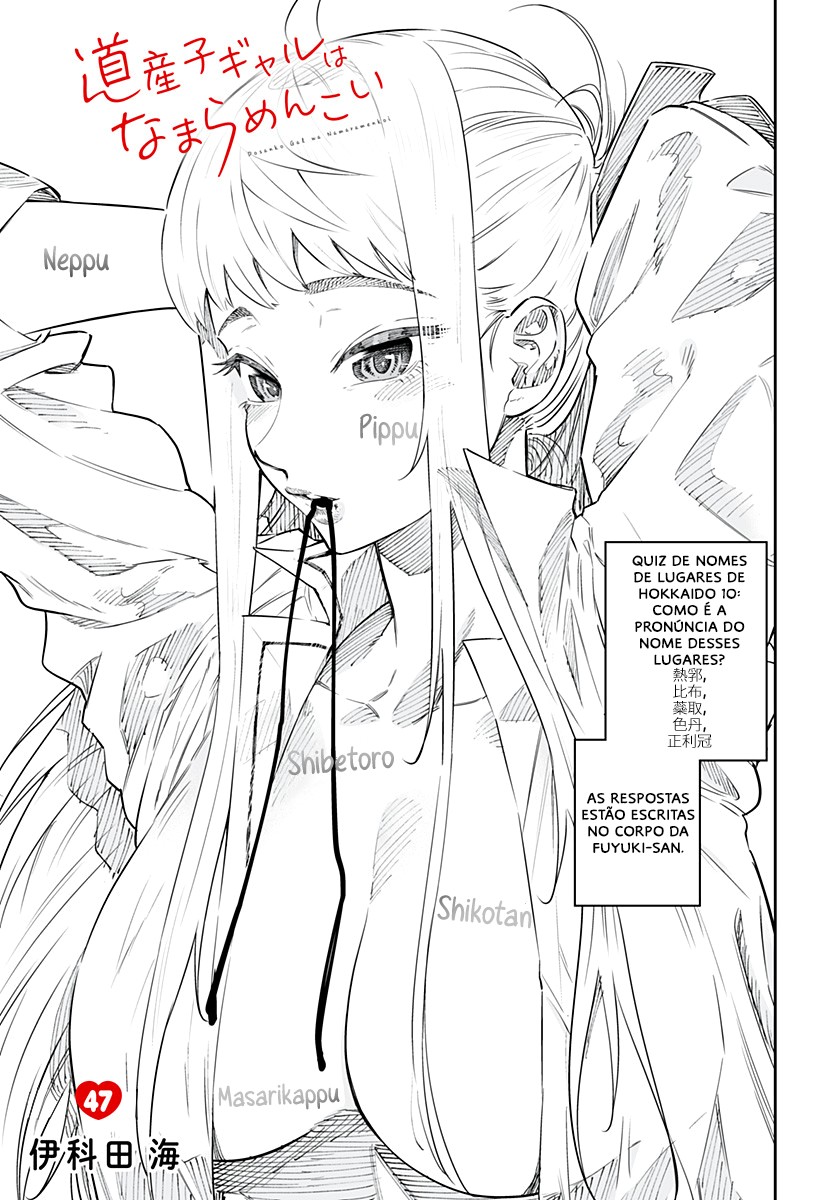 道産子ギャルは
なまらめんこい
Dosanko Gal wa Namaramenkoi
Neppu
Pippu
QUIZ DE NOMES
DE LUGARES DE
HOKKAIDO 10:
COMO É A
PRONÚNCIA DO
NOME DESSES
LUGARES?
熱郛,
比布,
蘂取,
色丹,
正利冠
Shibetoro
AS RESPOSTAS
ESTÃO ESCRITAS
NO CORPO DA
FUYUKI-SAN.
Shikotan
Masarikappu
47
伊科田 海